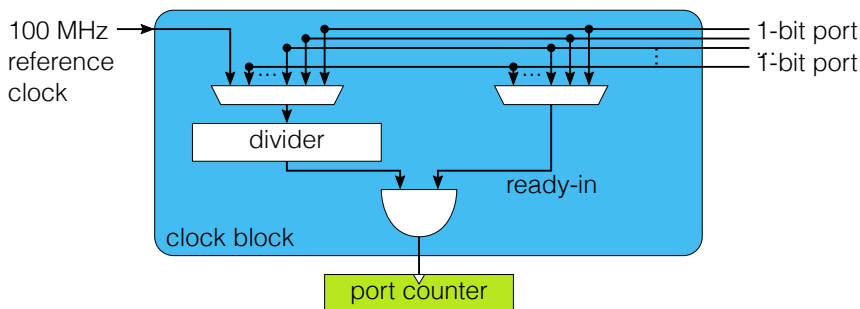 100 MHz
reference
clock
1-bit port
...
1-bit port
...
...
divider
ready-in
clock block
port counter